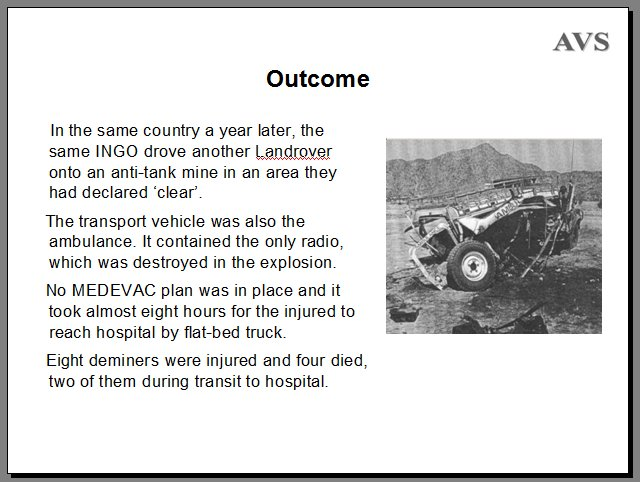 AVS
Outcome
In the same country a year later, the
same INGO drove another Landrover
onto an anti-tank mine in an area they
had declared ‘clear’.
The transport vehicle was also the
ambulance. It contained the only radio,
which was destroyed in the explosion.
No MEDEVAC plan was in place and it
took almost eight hours for the injured to
reach hospital by flat-bed truck.
Eight deminers were injured and four died,
two of them during transit to hospital.